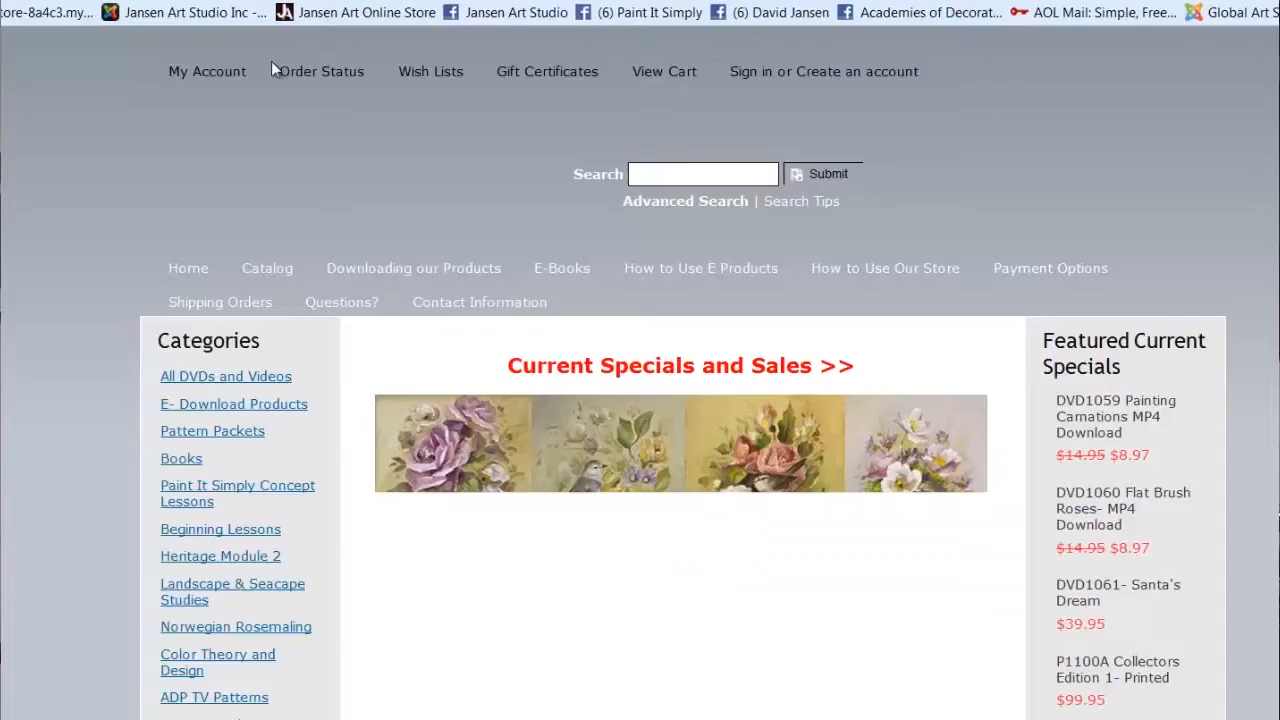 tore-8a4c3.my... Jansen Art Studio Inc -... Jansen Art Online Store Jansen Art Studio (6) Paint It Simply (6) David Jansen Academies of Decorat... AOL Mail: Simple, Free... Global Art S
My Account Order Status Wish Lists Gift Certificates View Cart Sign in or Create an account
Search Submit
Advanced Search | Search Tips
Home Catalog Downloading our Products E-Books How to Use E Products How to Use Our Store Payment Options
Shipping Orders Questions? Contact Information
Categories
All DVDs and Videos
E- Download Products
Pattern Packets
Books
Paint It Simply Concept
Lessons
Beginning Lessons
Heritage Module 2
Landscape & Seacape
Studies
Norwegian Rosemaling
Color Theory and
Design
ADP TV Patterns
Current Specials and Sales >>
Featured Current
Specials
DVD1059 Painting
Carnations MP4
Download
$14.95 $8.97
DVD1060 Flat Brush
Roses- MP4
Download
$14.95 $8.97
DVD1061- Santa's
Dream
$39.95
P1100A Collectors
Edition 1- Printed
$99.95